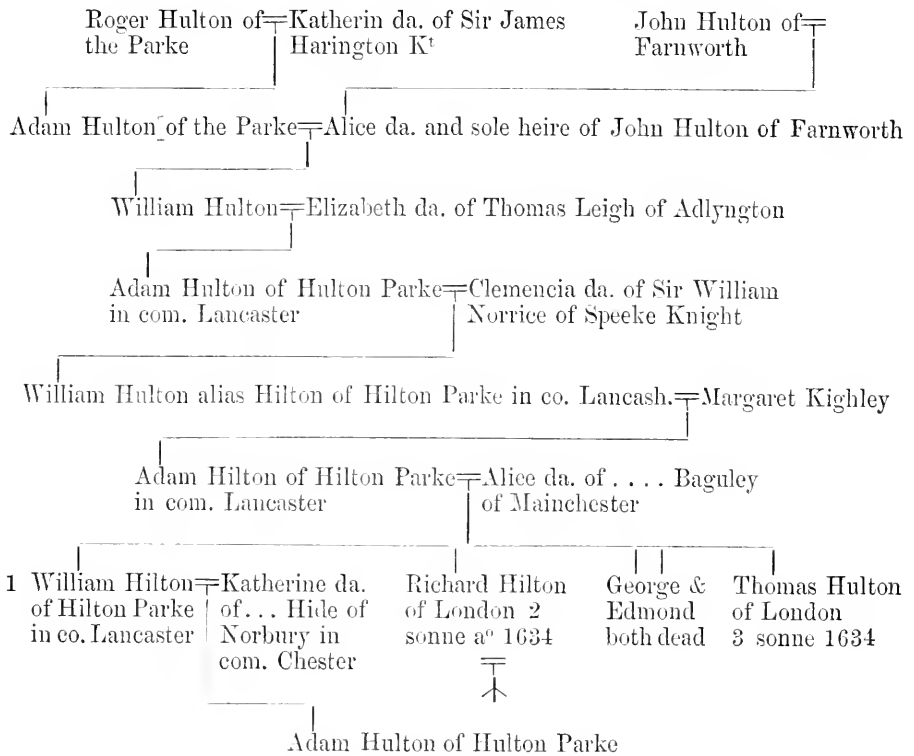 Roger Hulton of Katherin da. of Sir James John Hulton of
the Parke Harington Kt Farnworth
Adam Hulton of the Parke Alice da. and sole heire of John Hulton of Farnworth
William Hulton Elizabeth da. of Thomas Leigh of Adlyngton
Adam Hulton of Hulton Parke Clemencia da. of Sir William
in com. Lancaster Norrice of Speeke Knight
William Hulton alias Hilton of Hilton Parke in co. Lancash. Margaret Kighley
Adam Hilton of Hilton Parke Alice da. of .... Baguley
in com. Lancaster of Mainchester
1 William Hilton Katherine da. Richard Hilton George & Thomas Hulton
of Hilton Parke of... Hide of of London 2 Edmond of London
in co. Lancaster Norbury in sonne aº 1634 both dead 3 sonne 1634
com. Chester
Adam Hulton of Hulton Parke